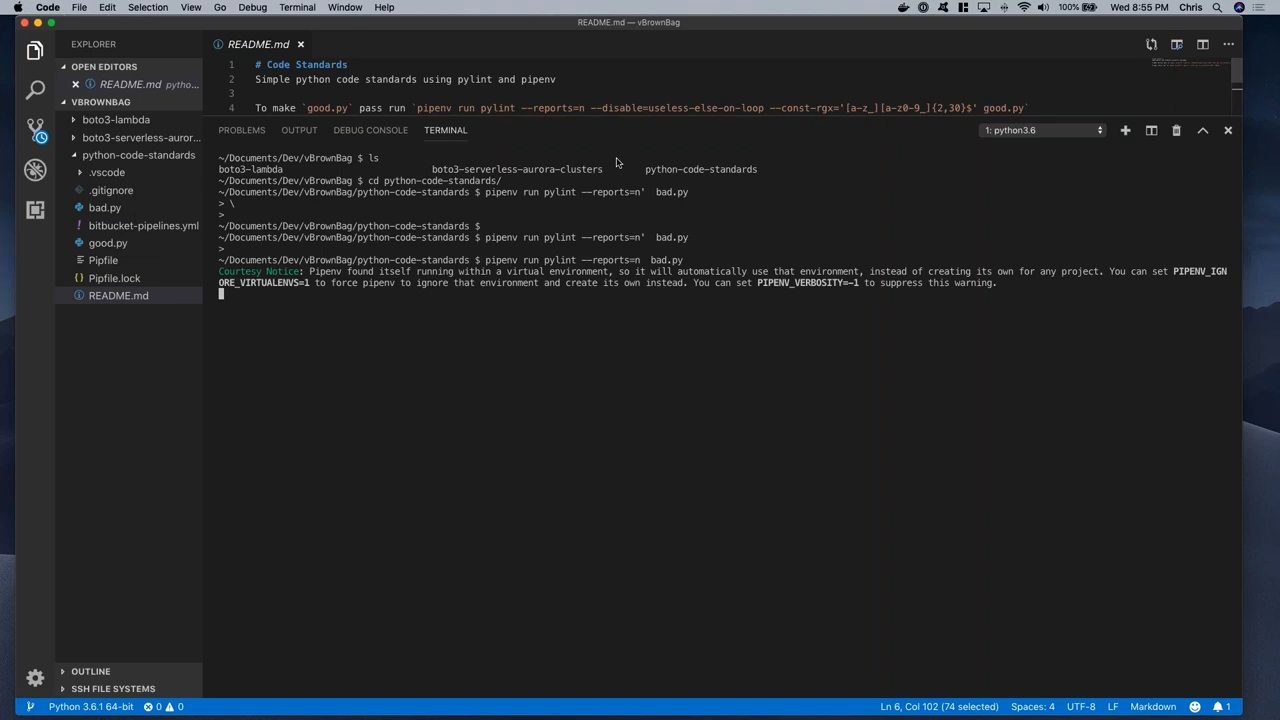 Code File Edit Selection View Go Debug Terminal Window Help 100% Wed 8:55 PM Chris
README.md — vBrownBag
EXPLORER
OPEN EDITORS
README.md pytho...
VBROWNBAG
boto3-lambda
boto3-serverless-auror...
python-code-standards
.vscode
.gitignore
bad.py
bitbucket-pipelines.yml
good.py
Pipfile
Pipfile.lock
README.md
OUTLINE
SSH FILE SYSTEMS
README.md
1 # Code Standards
2 Simple python code standards using pylint and pipenv
3
4 To make `good.py` pass run `pipenv run pylint --reports=n --disable=useless-else-on-loop --const-rgx='[a-z_][a-z0-9_]{2,30}$' good.py`
PROBLEMS OUTPUT DEBUG CONSOLE TERMINAL 1: python3.6
~/Documents/Dev/vBrownBag $ ls
boto3-lambda boto3-serverless-aurora-clusters python-code-standards
~/Documents/Dev/vBrownBag $ cd python-code-standards/
~/Documents/Dev/vBrownBag/python-code-standards $ pipenv run pylint --reports=n' bad.py
> \
>
~/Documents/Dev/vBrownBag/python-code-standards $
~/Documents/Dev/vBrownBag/python-code-standards $ pipenv run pylint --reports=n' bad.py
>
~/Documents/Dev/vBrownBag/python-code-standards $ pipenv run pylint --reports=n bad.py
Courtesy Notice: Pipenv found itself running within a virtual environment, so it will automatically use that environment, instead of creating its own for any project. You can set PIPENV_IGN
ORE_VIRTUALENVS=1 to force pipenv to ignore that environment and create its own instead. You can set PIPENV_VERBOSITY=-1 to suppress this warning.
Python 3.6.1 64-bit 0 0 Ln 6, Col 102 (74 selected) Spaces: 4 UTF-8 LF Markdown 1